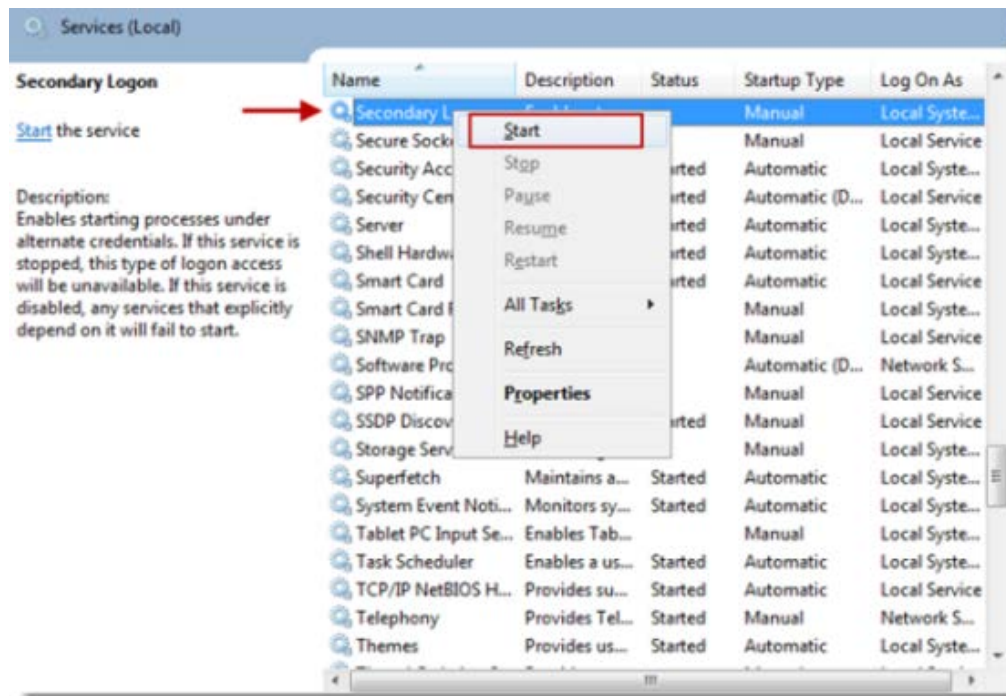 Services (Local)
Secondary Logon
Start the service
Description:
Enables starting processes under
alternate credentials. If this service is
stopped, this type of logon access
will be unavailable. If this service is
disabled, any services that explicitly
depend on it will fail to start.
Name Description Status Startup Type Log On As
Secondary L Manual Local Syste...
Secure Sock Manual Local Service
Security Acc rted Automatic Local Syste...
Security Cen rted Automatic (D... Local Service
Server rted Automatic Local Syste...
Shell Hardw rted Automatic Local Syste...
Smart Card rted Automatic Local Service
Smart Card Manual Local Syste...
SNMP Trap Manual Local Service
Software Pro Automatic (D... Network S...
SPP Notifica Manual Local Service
SSDP Discov rted Manual Local Service
Storage Serv Manual Local Syste...
Superfetch Maintains a... Started Automatic Local Syste...
System Event Noti... Monitors sy... Started Automatic Local Syste...
Tablet PC Input Se... Enables Tab... Manual Local Syste...
Task Scheduler Enables a us... Started Automatic Local Syste...
TCP/IP NetBIOS H... Provides su... Started Automatic Local Service
Telephony Provides Tel... Started Manual Network S...
Themes Provides us... Started Automatic Local Syste...
Start
Stop
Pause
Resume
Restart
All Tasks
Refresh
Properties
Help